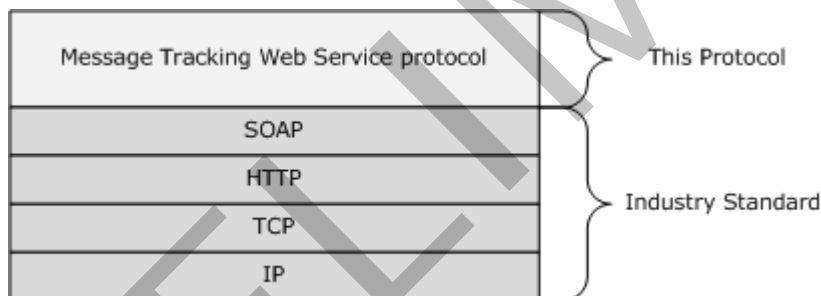 Message Tracking Web Service protocol
This Protocol
SOAP
HTTP
Industry Standard
TCP
IP